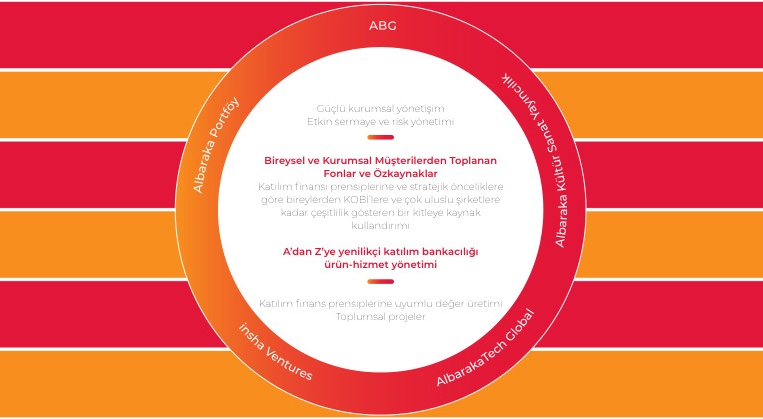 ABG
Albaraka Portföy
Albaraka Kültür Sanat Yayıncılık
Güçlü kurumsal yönetişim
Etkin sermaye ve risk yönetimi
Bireysel ve Kurumsal Müşterilerden Toplanan
Fonlar ve Özkaynaklar
Katılım finansı prensiplerine ve stratejik önceliklere
göre bireylerden KOBİ'lere ve çok uluslu şirketlere
kadar çeşitlilik gösteren bir kitleye kaynak
kullandırımı
A'dan Z'ye yenilikçi katılım bankacılığı
ürün-hizmet yönetimi
Katılım finans prensiplerine uyumlu değer üretimi
Toplumsal projeler
insha Ventures
AlbarakaTech Global